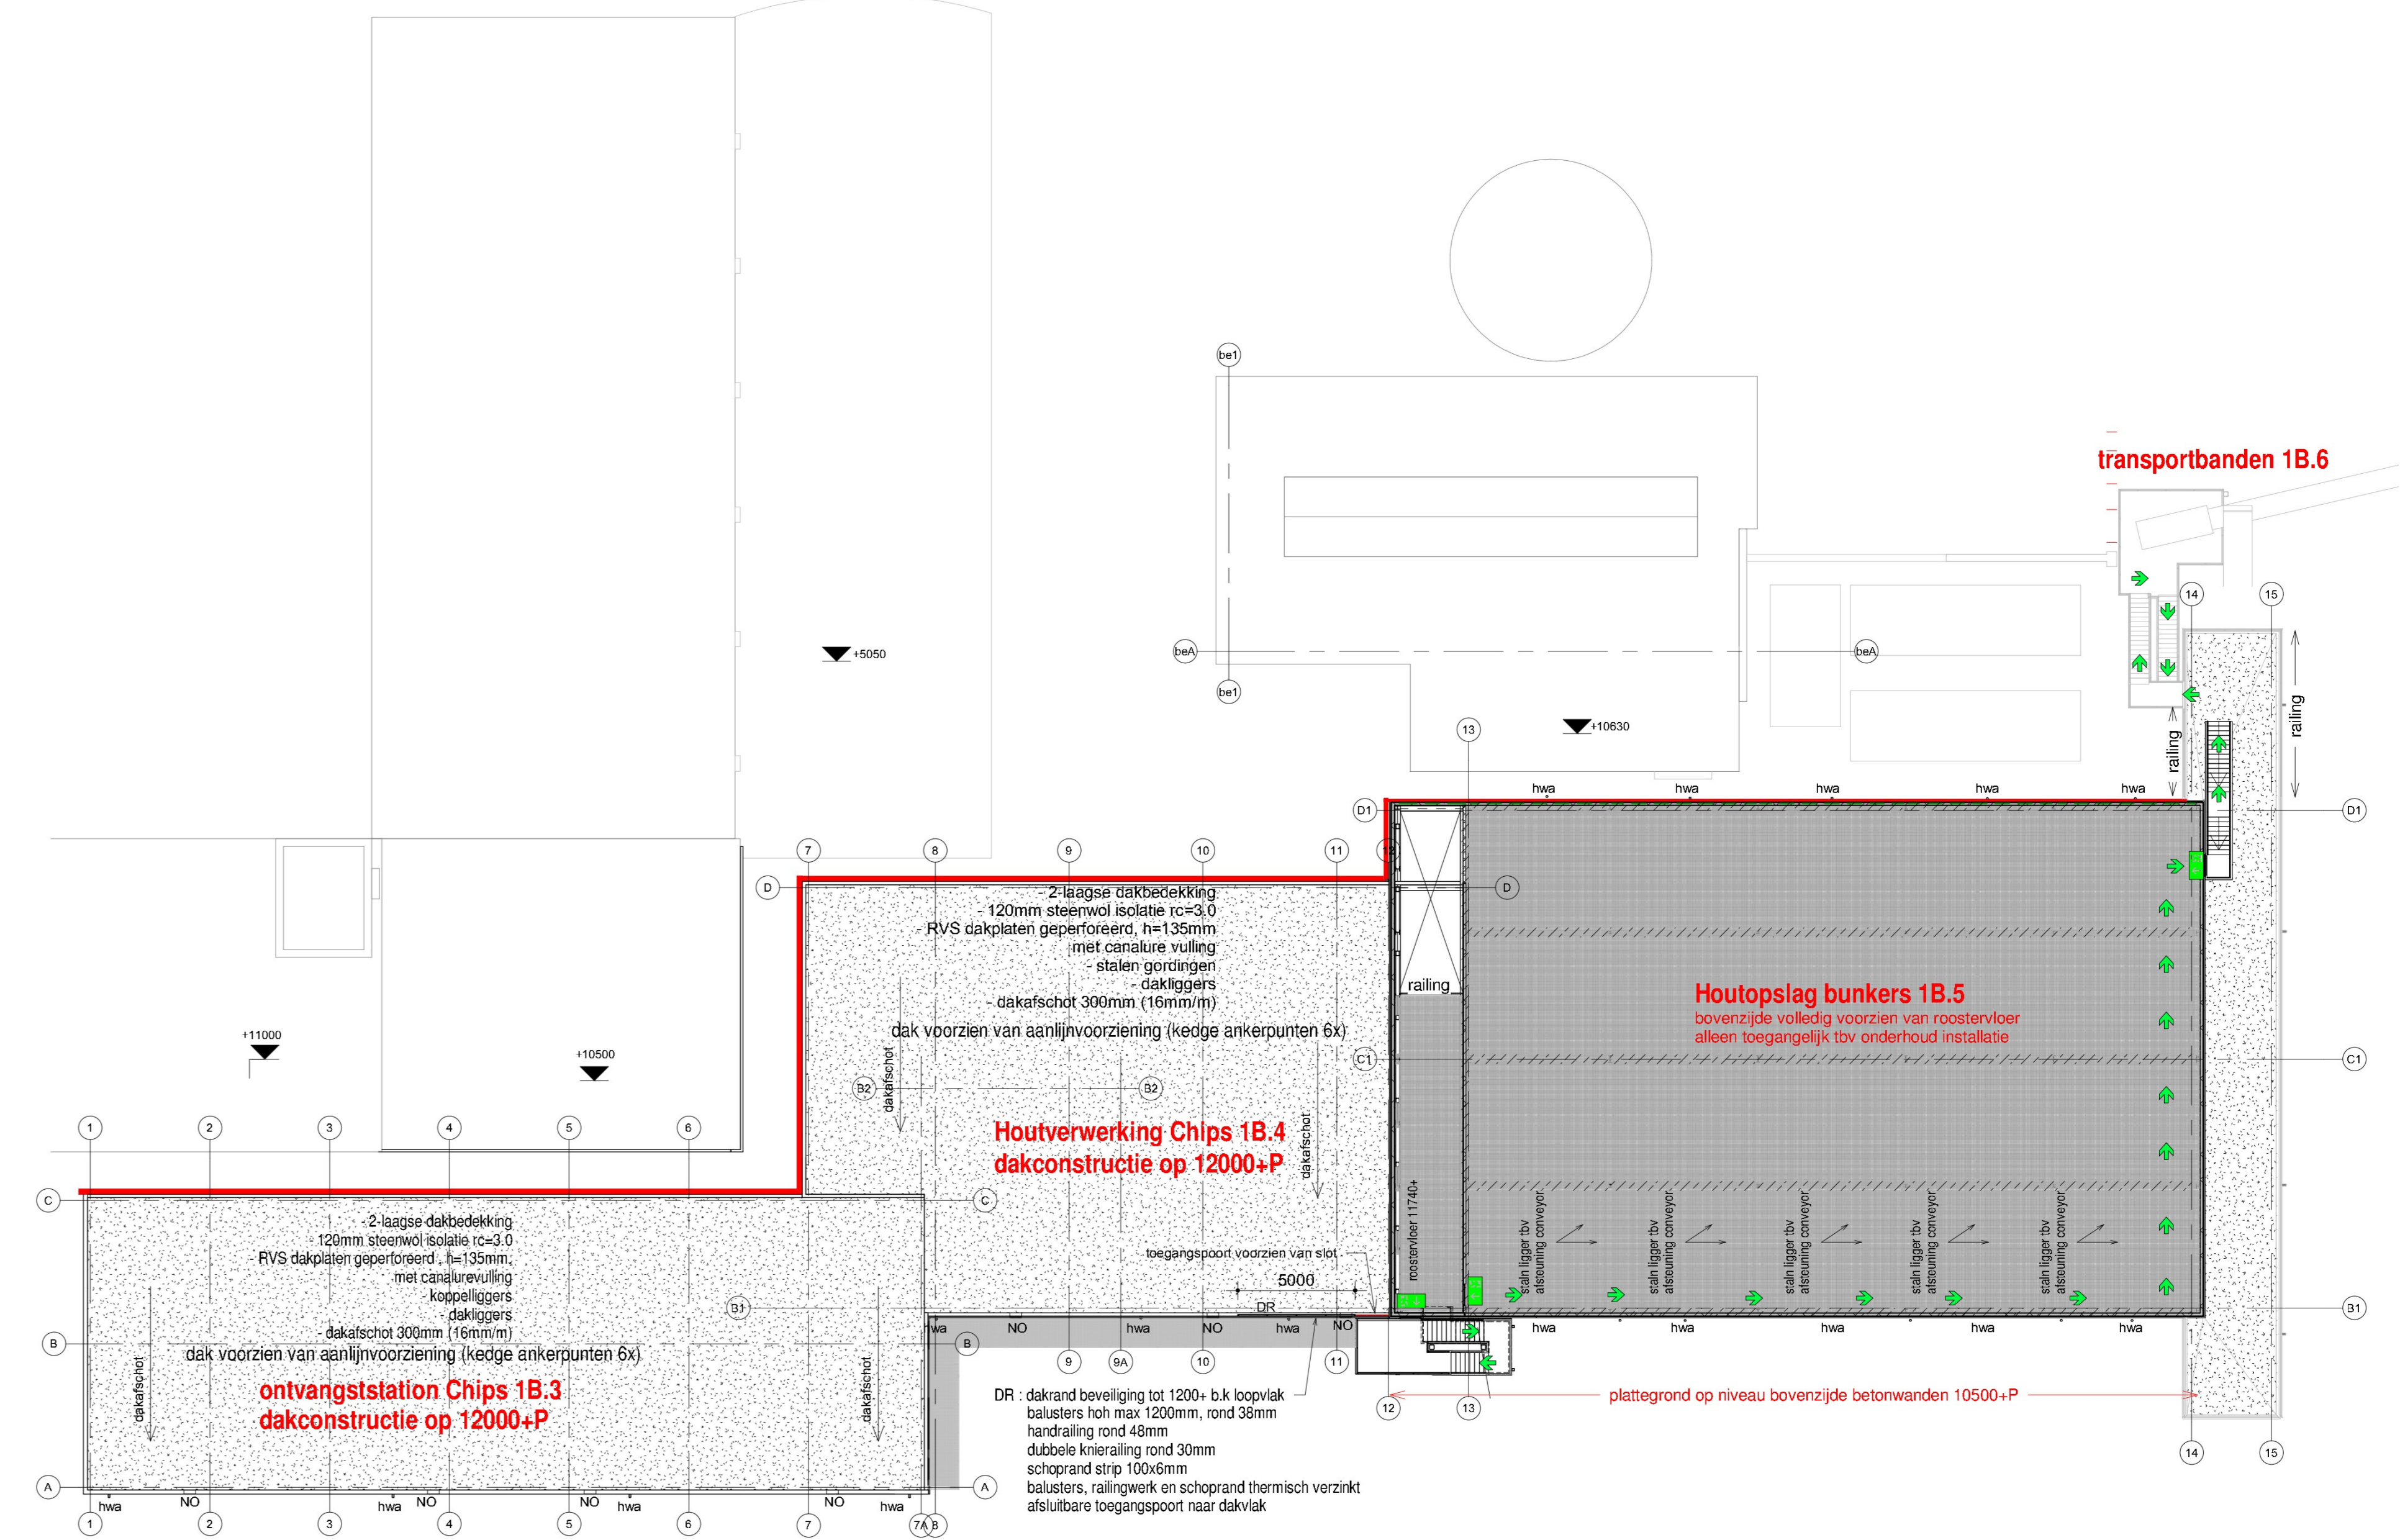 be1
transportbanden 1B.6
14
15
+5050
beA
beA
be1
railing
railing
+10630
13
hwa
hwa
hwa
hwa
hwa
D1
D1
7
8
9
10
11
12
D
D
- 2-laagse dakbedekking
- 120mm steenwol isolatie rc=3.0
- RVS dakplaten geperforeerd, h=135mm
met canalure vulling
- stalen gordingen
- dakliggers
- dakafschot 300mm (16mm/m)
dak voorzien van aanlijnvoorziening (kedge ankerpunten 6x)
railing
Houtopslag bunkers 1B.5
bovenzijde volledig voorzien van roostervloer
alleen toegangelijk tbv onderhoud installatie
+11000
+10500
C1
C1
dakafschot
B2
B2
1
2
3
4
5
6
Houtverwerking Chips 1B.4
dakconstructie op 12000+P
dakafschot
C
C
roostervloer 11740+
staln ligger tbv
afsteuning conveyor
staln ligger tbv
afsteuning conveyor
staln ligger tbv
afsteuning conveyor
staln ligger tbv
afsteuning conveyor
staln ligger tbv
afsteuning conveyor
- 2-laagse dakbedekking
- 120mm steenwol isolatie rc=3.0
- RVS dakplaten geperforeerd , h=135mm,
met canalurevulling
- koppelliggers
- dakliggers
- dakafschot 300mm (16mm/m)
dak voorzien van aanlijnvoorziening (kedge ankerpunten 6x)
toegangspoort voorzien van slot
5000
DR
B1
B1
hwa
NO
hwa
NO
hwa
NO
hwa
hwa
hwa
hwa
hwa
B
B
9
9A
10
11
dakafschot
dakafschot
ontvangststation Chips 1B.3
dakconstructie op 12000+P
DR : dakrand beveiliging tot 1200+ b.k loopvlak
balusters hoh max 1200mm, rond 38mm
handrailing rond 48mm
dubbele knierailing rond 30mm
schoprand strip 100x6mm
balusters, railingwerk en schoprand thermisch verzinkt
afsluitbare toegangspoort naar dakvlak
plattegrond op niveau bovenzijde betonwanden 10500+P
12
13
14
15
A
A
hwa
NO
hwa
NO
NO
hwa
NO
hwa
1
2
3
4
5
6
7
7A
8